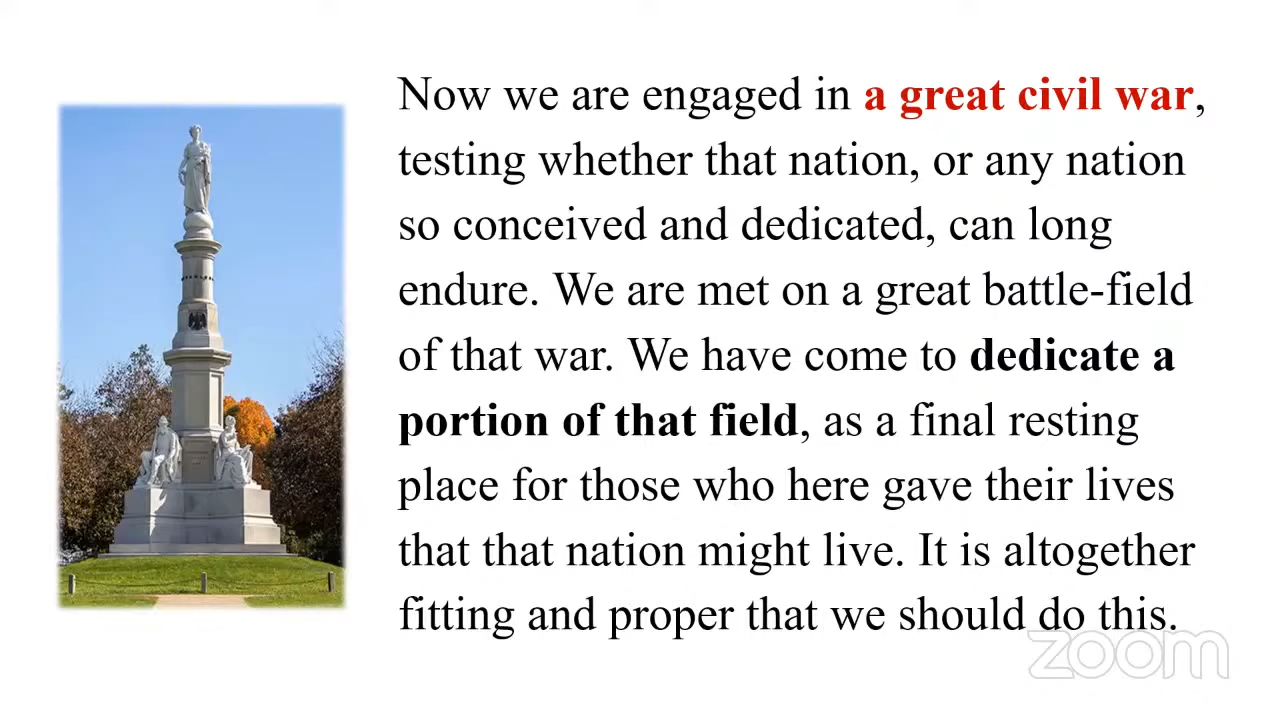 Now we are engaged in a great civil war,
testing whether that nation, or any nation
so conceived and dedicated, can long
endure. We are met on a great battle-field
of that war. We have come to dedicate a
portion of that field, as a final resting
place for those who here gave their lives
that that nation might live. It is altogether
fitting and proper that we should do this.
zoom